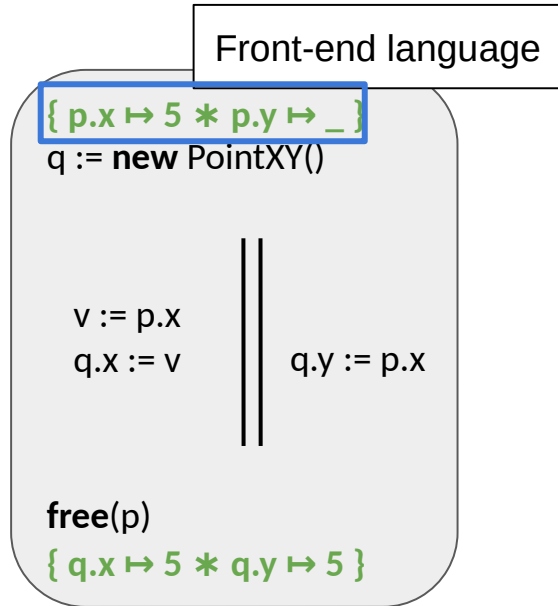 Front-end language
{ p.x ↦ 5 ∗ p.y ↦ _ }
q := new PointXY()
v := p.x
q.x := v
q.y := p.x
free(p)
{ q.x ↦ 5 ∗ q.y ↦ 5 }